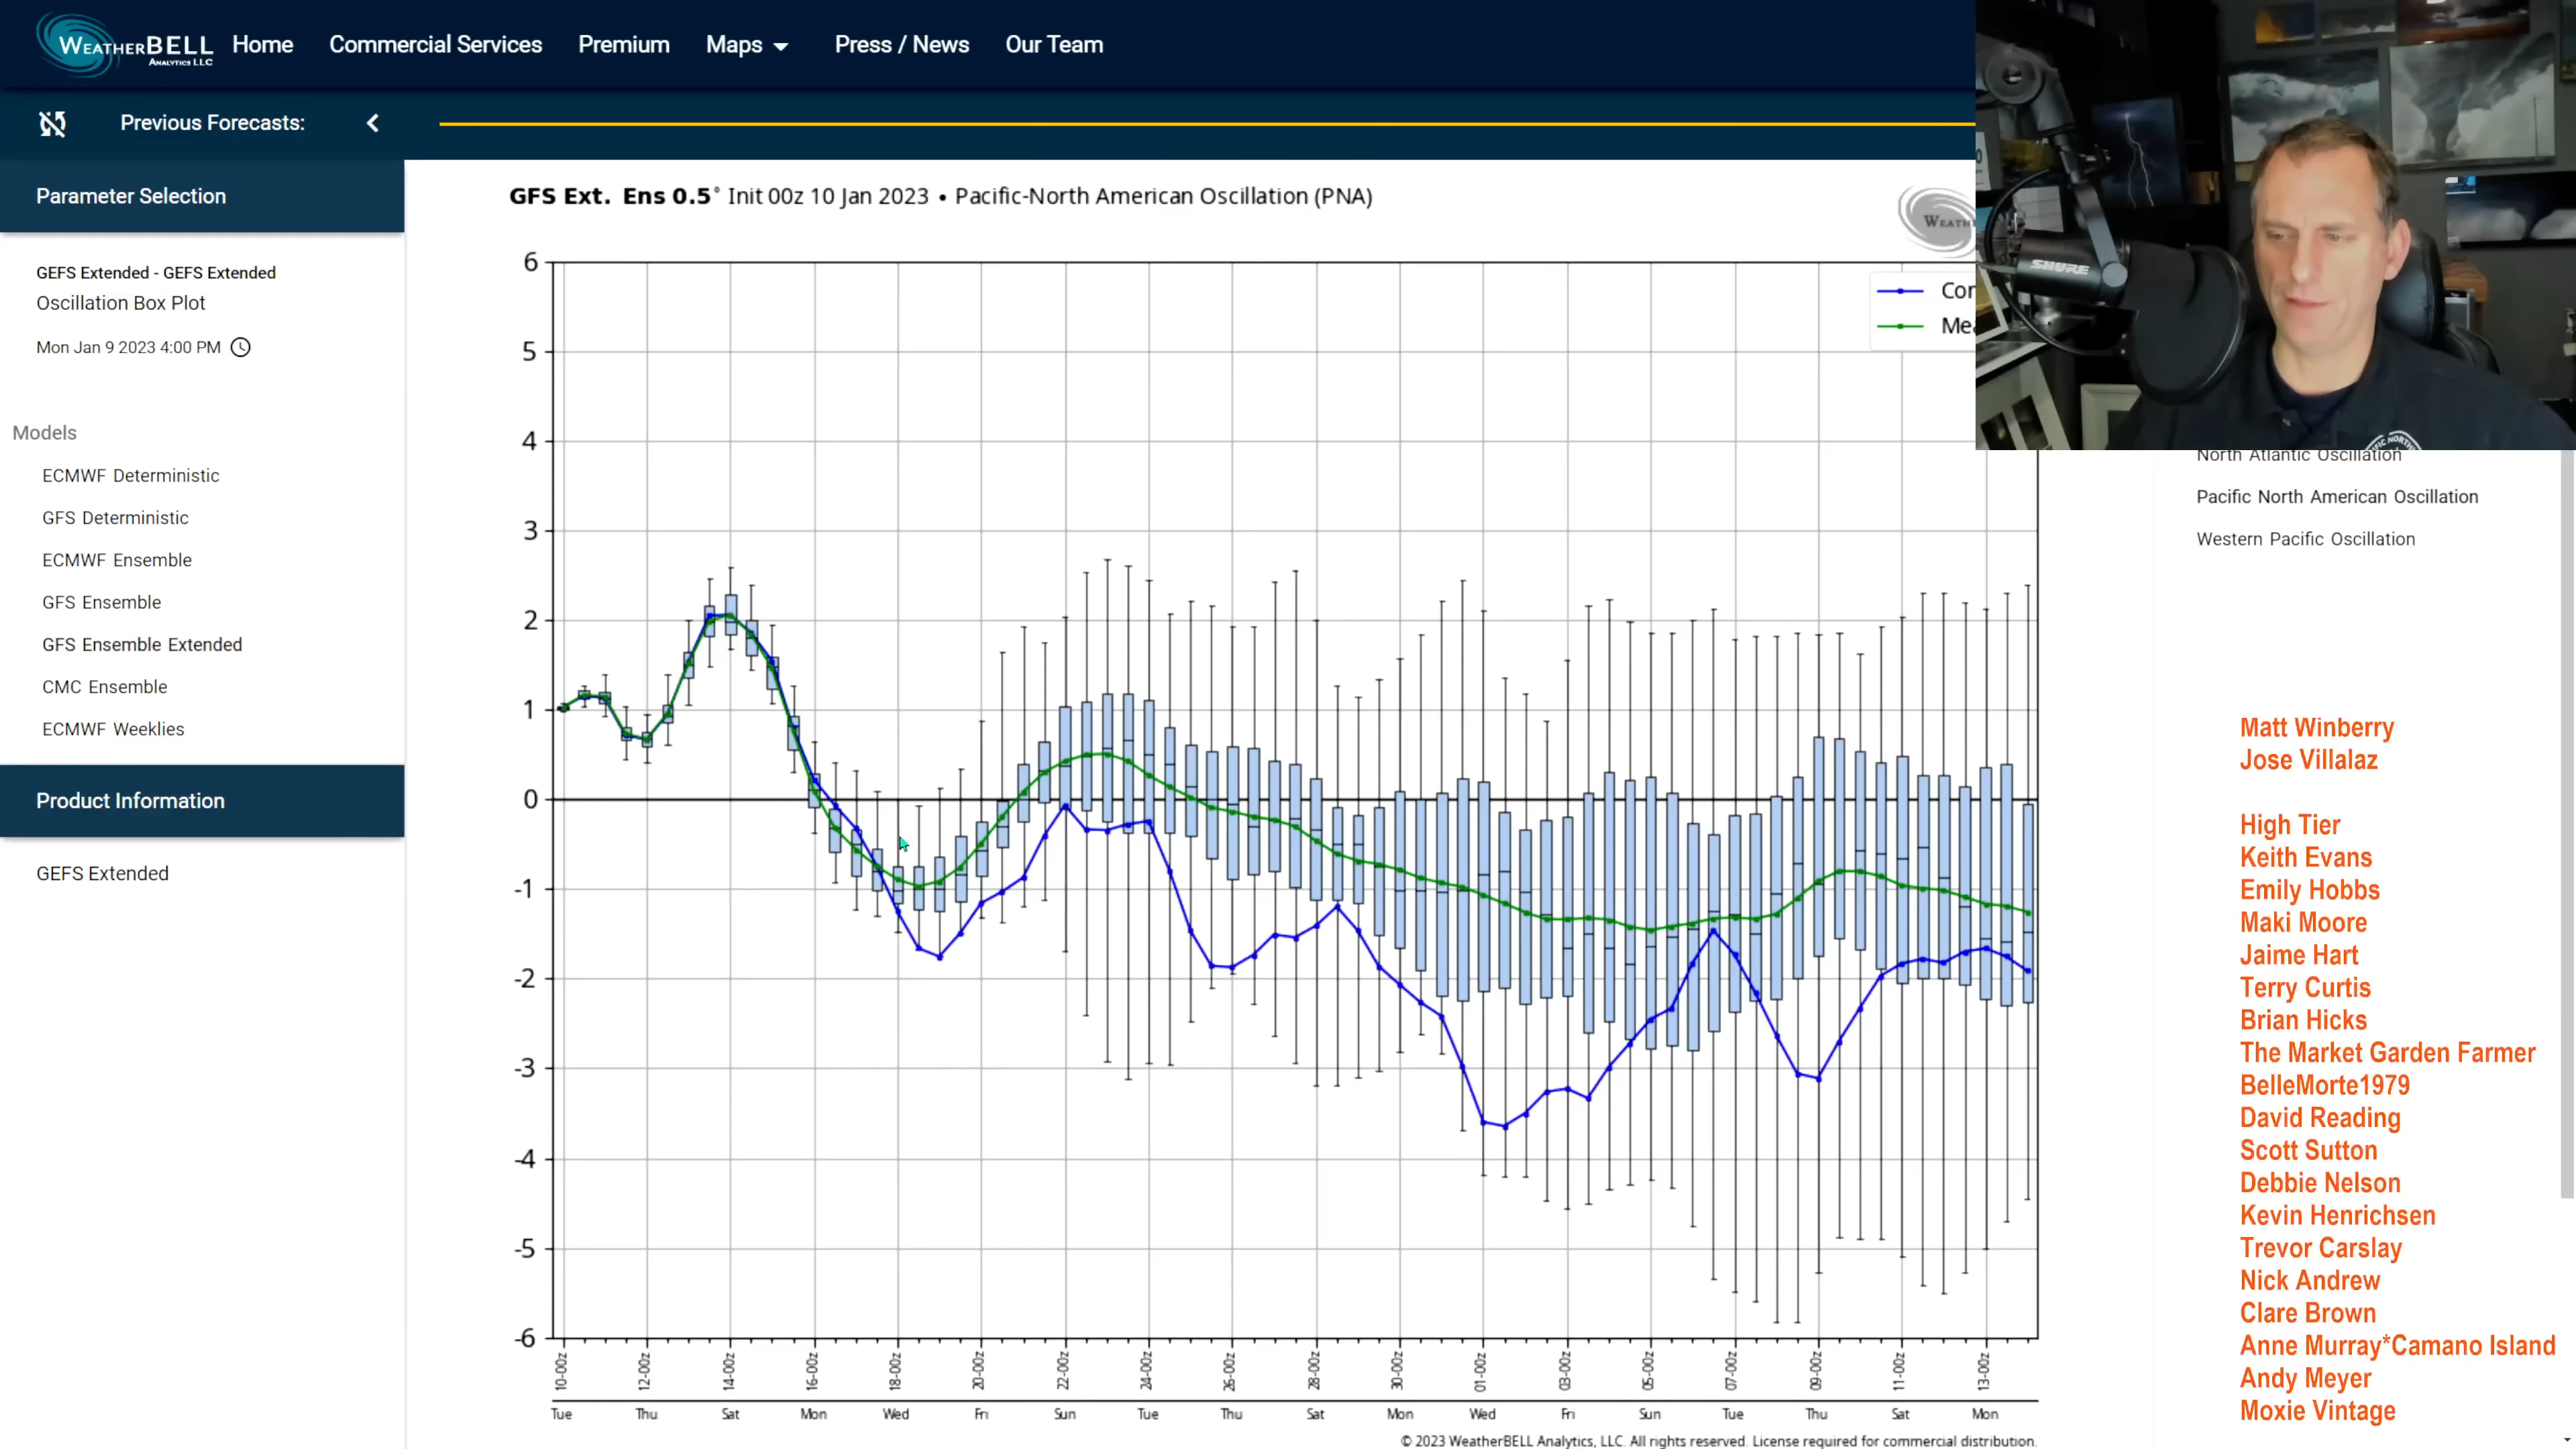 WEATHERBELL
ANALYTICS LLC
Home
Commercial Services
Premium
Maps
Press / News
Our Team
Previous Forecasts:
Parameter Selection
GEFS Extended - GEFS Extended
Oscillation Box Plot
Mon Jan 9 2023 4:00 PM
Models
ECMWF Deterministic
GFS Deterministic
ECMWF Ensemble
GFS Ensemble
GFS Ensemble Extended
CMC Ensemble
ECMWF Weeklies
Product Information
GEFS Extended
GFS Ext. Ens 0.5° Init 00z 10 Jan 2023 • Pacific-North American Oscillation (PNA)
WEATH
Cor
Mea
6
5
4
3
2
1
0
-1
-2
-3
-4
-5
-6
10-00z
12-00z
14-00z
16-00z
18-00z
20-00z
22-00z
24-00z
26-00z
28-00z
30-00z
01-00z
03-00z
05-00z
07-00z
09-00z
11-00z
13-00z
Tue
Thu
Sat
Mon
Wed
Fri
Sun
Tue
Thu
Sat
Mon
Wed
Fri
Sun
Tue
Thu
Sat
Mon
© 2023 WeatherBELL Analytics, LLC. All rights reserved. License required for commercial distribution.
SHURE
North Atlantic Oscillation
Pacific North American Oscillation
Western Pacific Oscillation
Matt Winberry
Jose Villalaz
High Tier
Keith Evans
Emily Hobbs
Maki Moore
Jaime Hart
Terry Curtis
Brian Hicks
The Market Garden Farmer
BelleMorte1979
David Reading
Scott Sutton
Debbie Nelson
Kevin Henrichsen
Trevor Carslay
Nick Andrew
Clare Brown
Anne Murray*Camano Island
Andy Meyer
Moxie Vintage